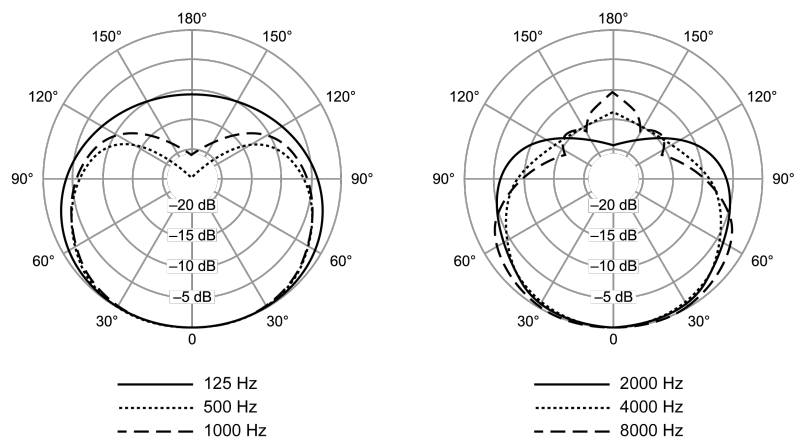 180°
150° 150°
120° 120°
90° 90°
–20 dB
–15 dB
60° 60°
–10 dB
–5 dB
30° 30°
0
125 Hz
500 Hz
1000 Hz
180°
150° 150°
120° 120°
90° 90°
–20 dB
–15 dB
60° 60°
–10 dB
–5 dB
30° 30°
0
2000 Hz
4000 Hz
8000 Hz